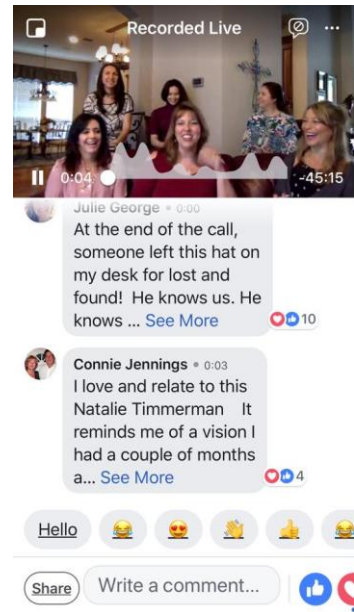 Recorded Live
0:04
-45:15
Julie George • 0:00
At the end of the call,
someone left this hat on
my desk for lost and
found! He knows us. He
knows ... See More
10
Connie Jennings • 0:03
I love and relate to this
Natalie Timmerman It
reminds me of a vision I
had a couple of months
a... See More
4
Hello
Share
Write a comment...